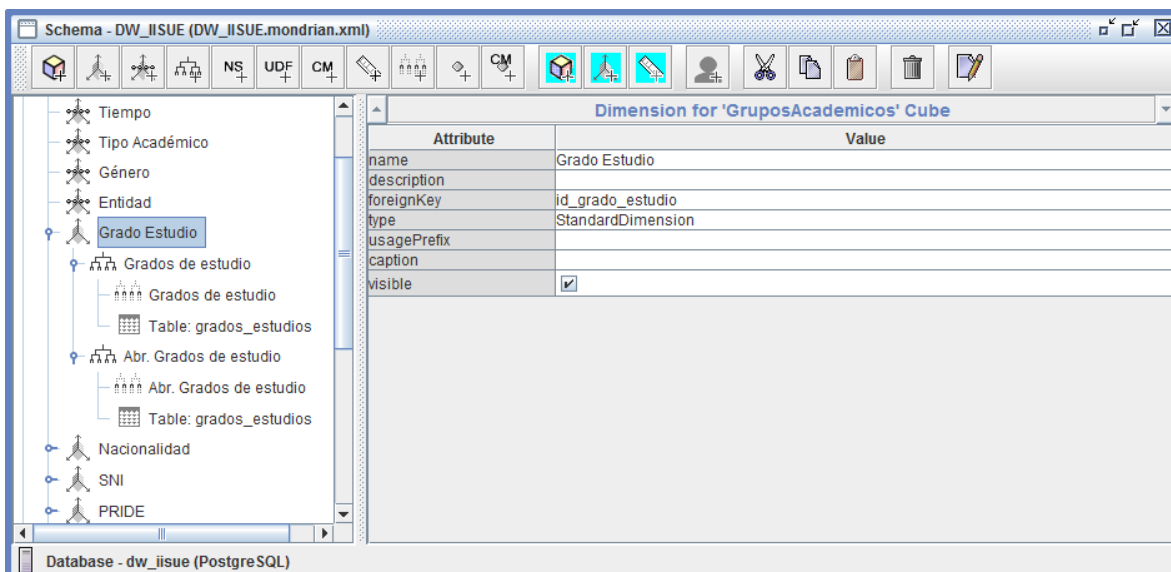 Schema - DW_IISUE (DW_IISUE.mondrian.xml)
NS UDF CM CM
Tiempo
Tipo Académico
Género
Entidad
Grado Estudio
Grados de estudio
Grados de estudio
Table: grados_estudios
Abr. Grados de estudio
Abr. Grados de estudio
Table: grados_estudios
Nacionalidad
SNI
PRIDE
Dimension for 'GruposAcademicos' Cube
Attribute Value
name Grado Estudio
description
foreignKey id_grado_estudio
type StandardDimension
usagePrefix
caption
visible
Database - dw_iisue (PostgreSQL)